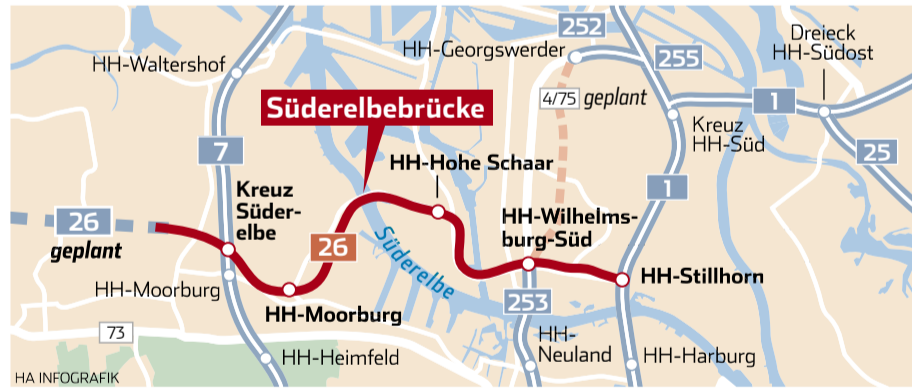 252
Dreieck
HH-Südost
HH-Georgswerder
255
HH-Waltershof
4/75 geplant
1
Süderelbebrücke
Kreuz
HH-Süd
7
HH-Hohe Schaar
25
1
Kreuz
Süder-
elbe
26
geplant
HH-Wilhelms-
burg-Süd
26
Süderelbe
HH-Stillhorn
HH-Moorburg
253
HH-Moorburg
73
HH-
Neuland
HH-Heimfeld
HH-Harburg
HA INFOGRAFIK